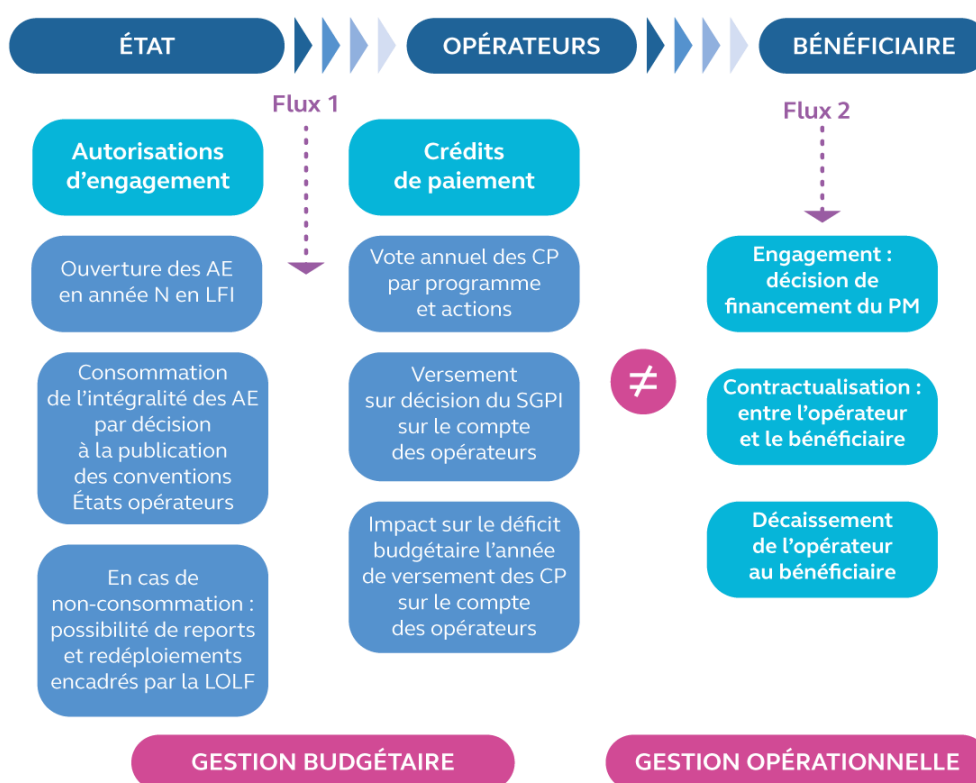 ÉTAT
OPÉRATEURS
BÉNÉFICIAIRE
Flux 1
Flux 2
Autorisations
d'engagement
Ouverture des AE
en année N en LFI
Consommation
de l'intégralité des AE
par décision
à la publication
des conventions
États opérateurs
En cas de
non-consommation :
possibilité de reports
et redéploiements
encadrés par la LOLF
Crédits
de paiement
Vote annuel des CP
par programme
et actions
Versement
sur décision du SGPI
sur le compte
des opérateurs
Impact sur le déficit
budgétaire l'année
de versement des CP
sur le compte
des opérateurs
≠
Engagement :
décision de
financement du PM
Contractualisation :
entre l'opérateur
et le bénéficiaire
Décaissement
de l'opérateur
au bénéficiaire
GESTION BUDGÉTAIRE
GESTION OPÉRATIONNELLE